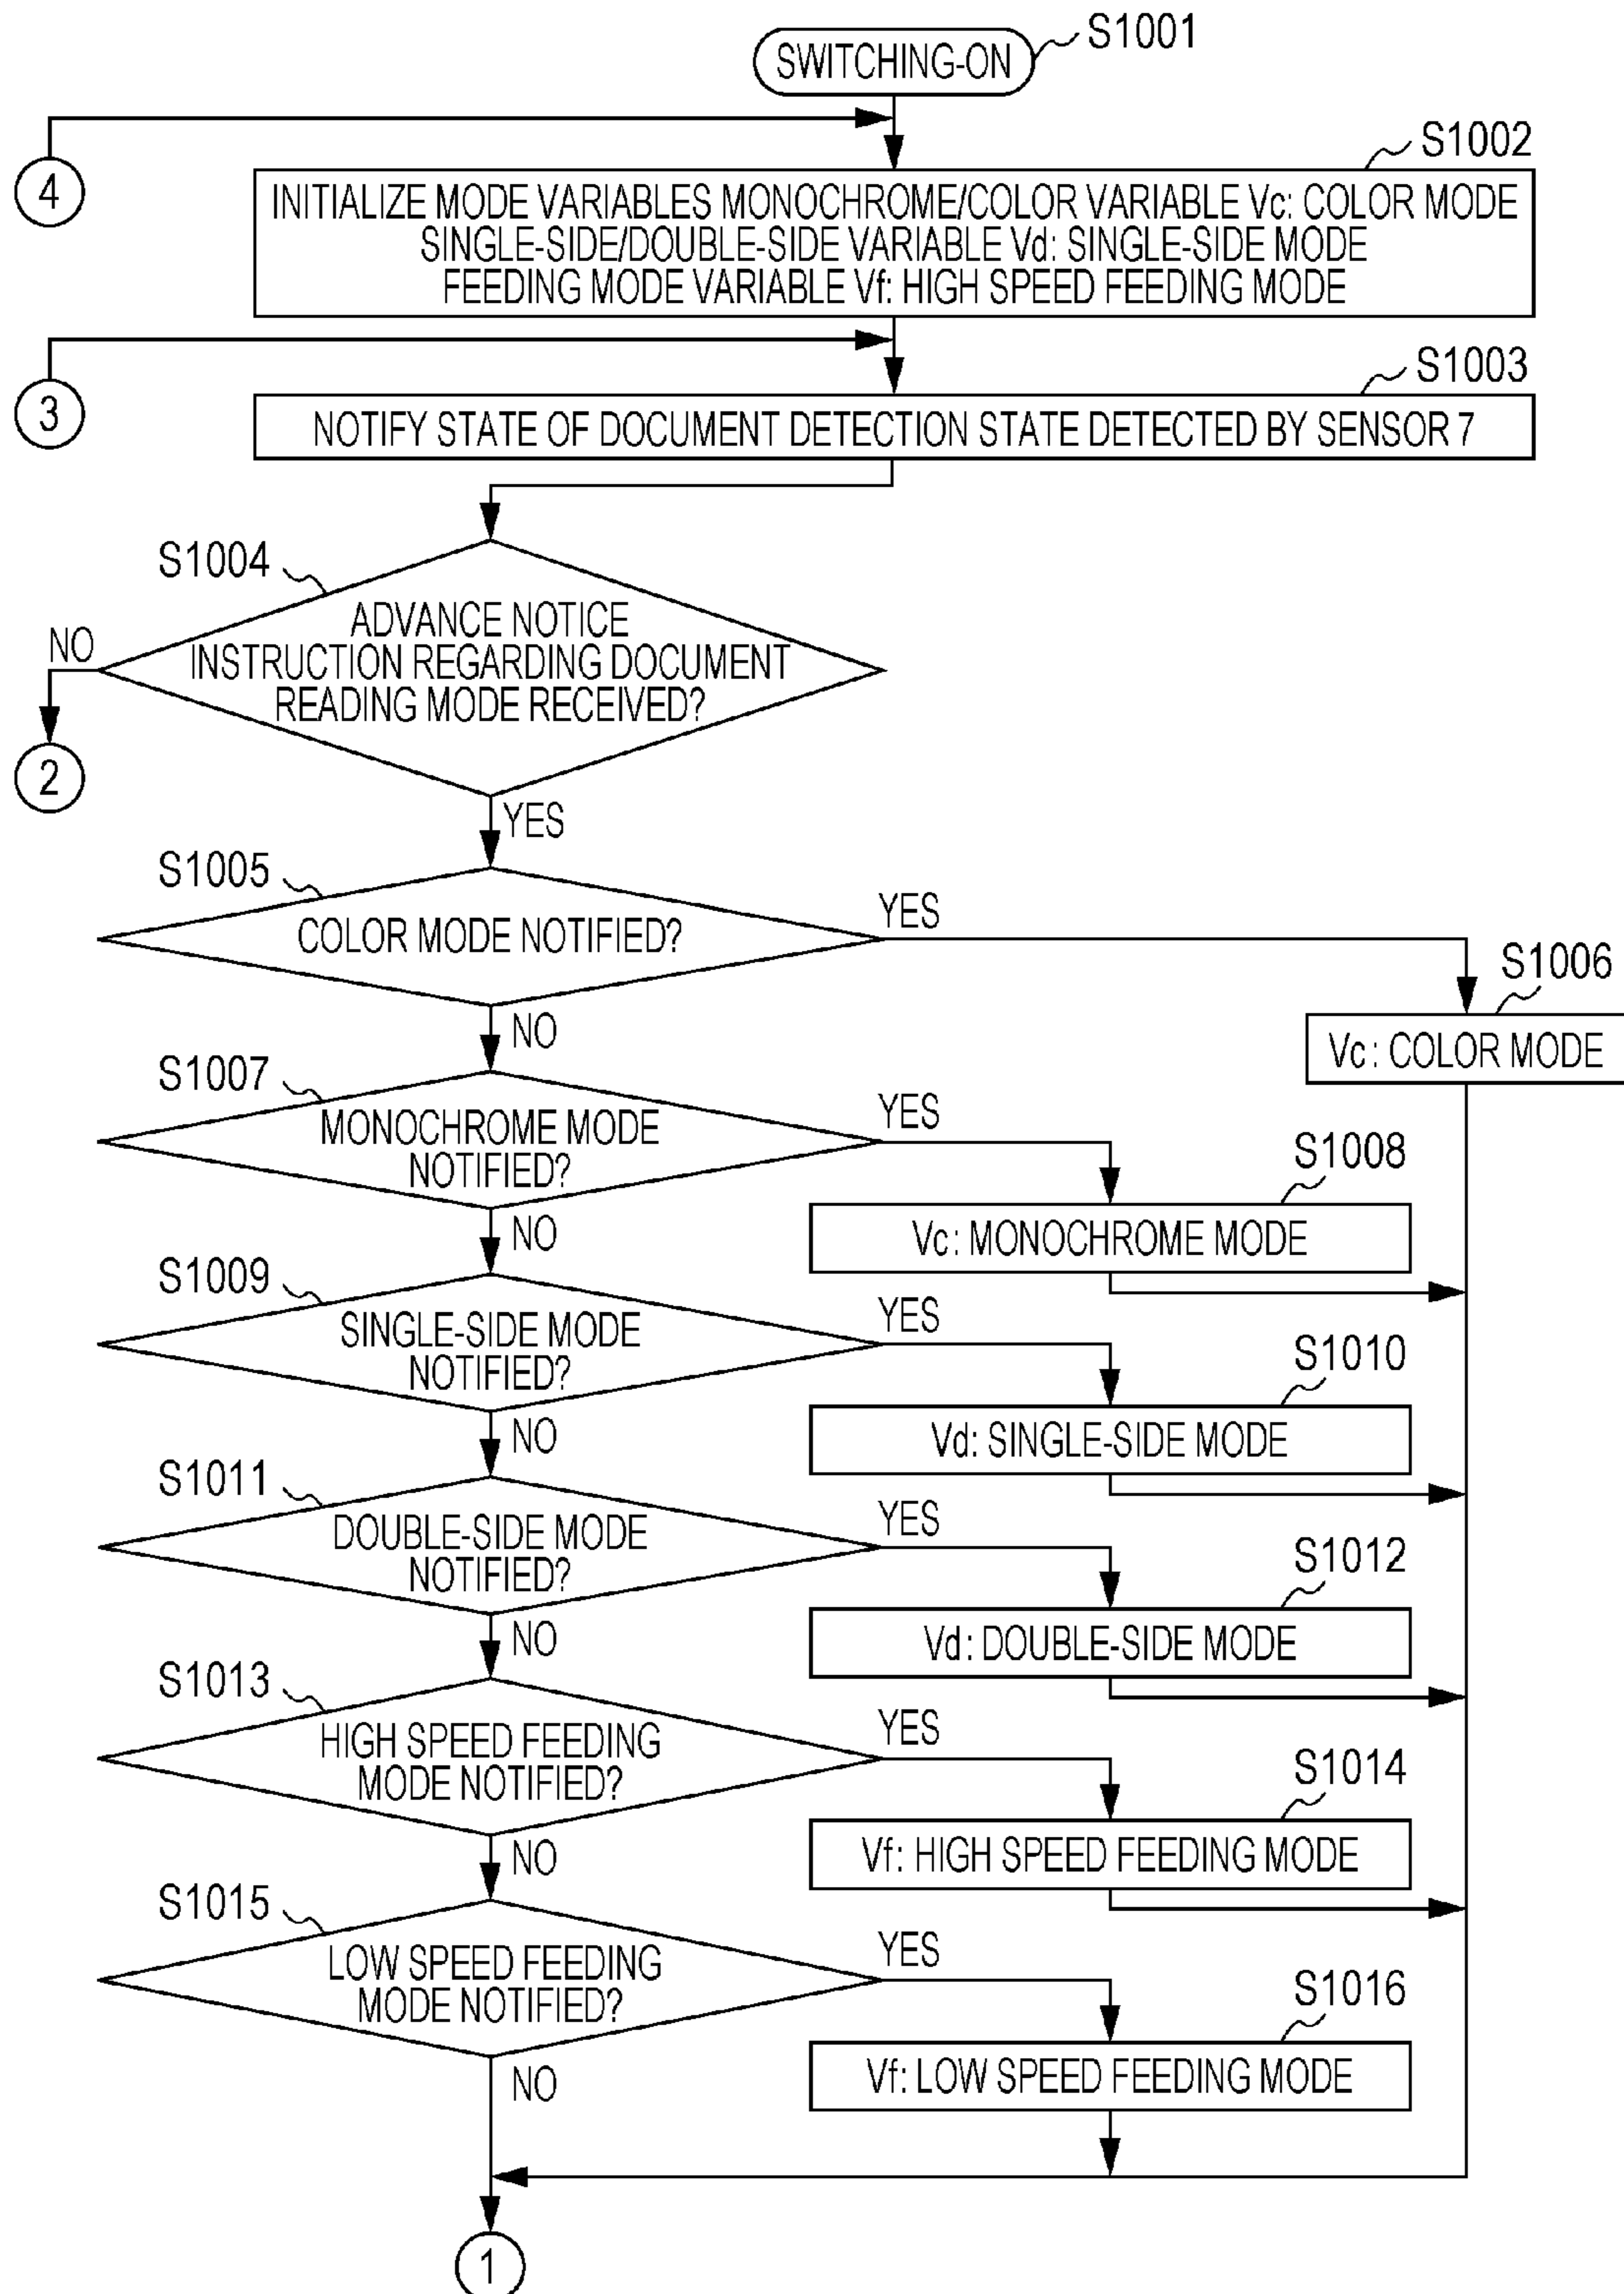 SWITCHING-ON
S1001
4
S1002
INITIALIZE MODE VARIABLES MONOCHROME/COLOR VARIABLE Vc: COLOR MODE
SINGLE-SIDE/DOUBLE-SIDE VARIABLE Vd: SINGLE-SIDE MODE
FEEDING MODE VARIABLE Vf: HIGH SPEED FEEDING MODE
3
S1003
NOTIFY STATE OF DOCUMENT DETECTION STATE DETECTED BY SENSOR 7
S1004
ADVANCE NOTICE
INSTRUCTION REGARDING DOCUMENT
READING MODE RECEIVED?
NO
2
YES
S1005
COLOR MODE NOTIFIED?
YES
S1006
Vc: COLOR MODE
NO
S1007
MONOCHROME MODE
NOTIFIED?
YES
S1008
Vc: MONOCHROME MODE
NO
S1009
SINGLE-SIDE MODE
NOTIFIED?
YES
S1010
Vd: SINGLE-SIDE MODE
NO
S1011
DOUBLE-SIDE MODE
NOTIFIED?
YES
S1012
Vd: DOUBLE-SIDE MODE
NO
S1013
HIGH SPEED FEEDING
MODE NOTIFIED?
YES
S1014
Vf: HIGH SPEED FEEDING MODE
NO
S1015
LOW SPEED FEEDING
MODE NOTIFIED?
YES
S1016
Vf: LOW SPEED FEEDING MODE
NO
1